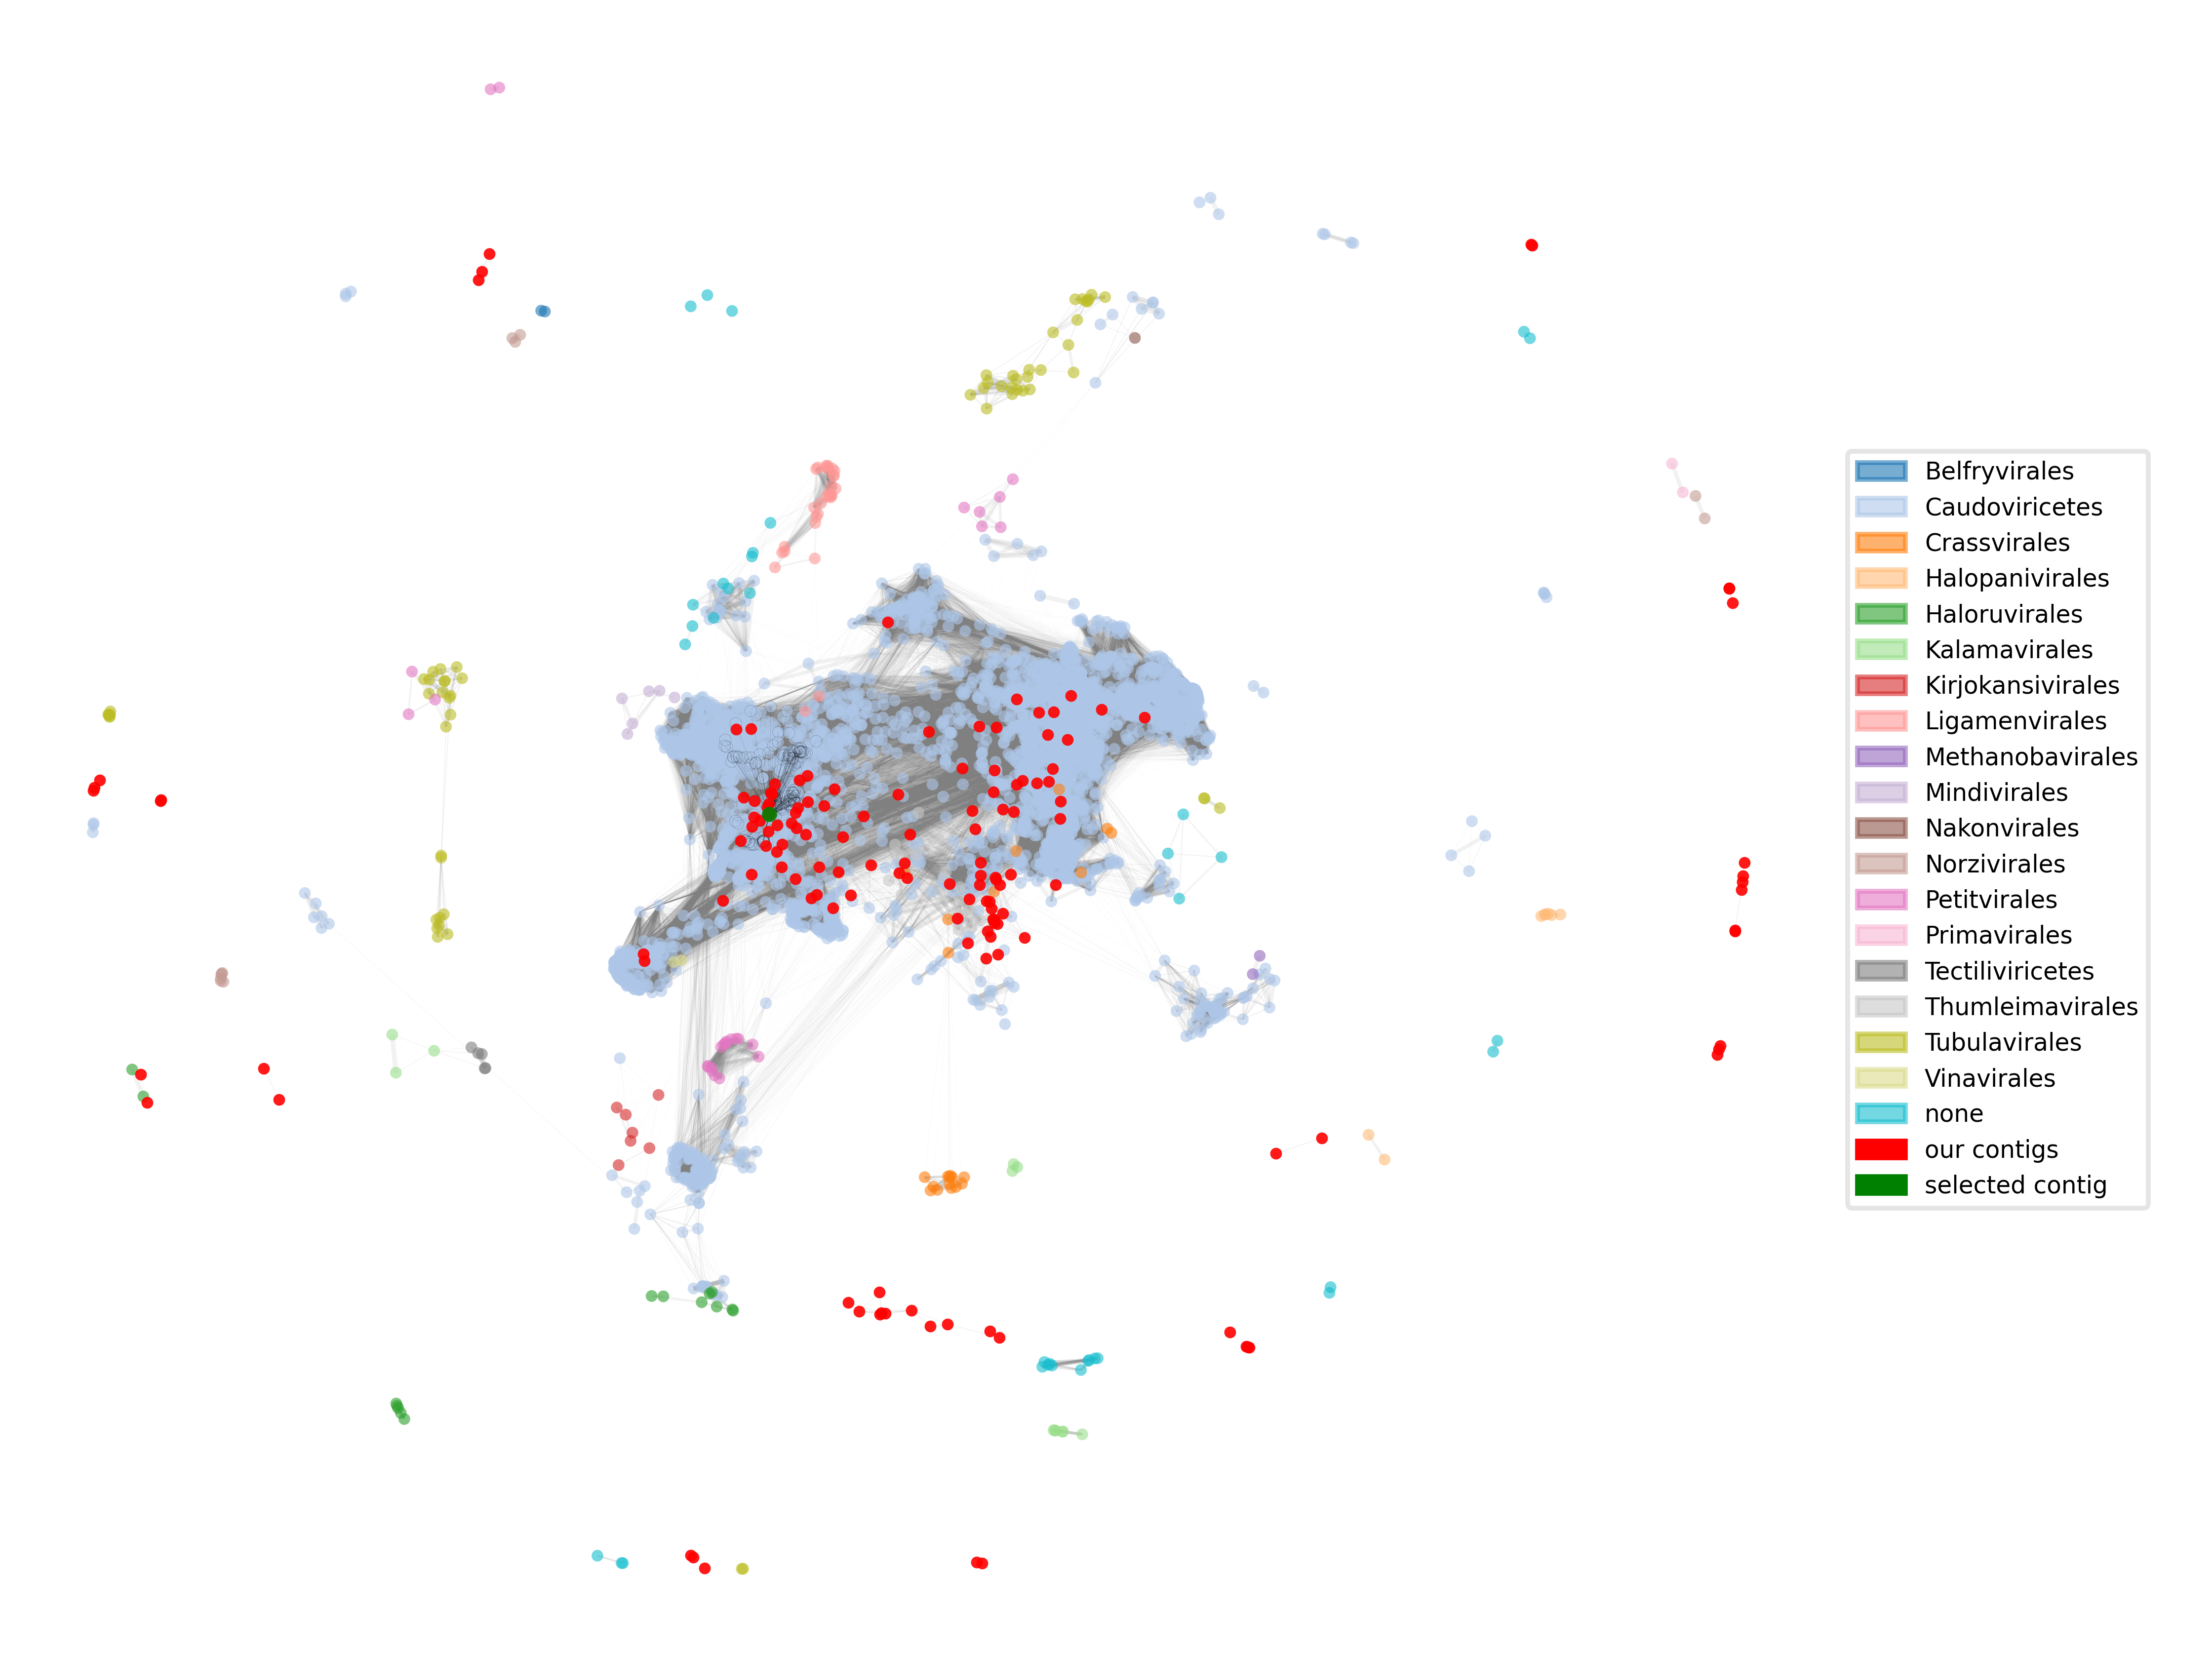 Belfryvirales
Caudoviricetes
Crassvirales
Halopanivirales
Haloruvirales
Kalamavirales
Kirjokansivirales
Ligamenvirales
Methanobavirales
Mindivirales
Nakonvirales
Norzivirales
Petitvirales
Primavirales
Tectiliviricetes
Thumleimavirales
Tubulavirales
Vinavirales
none
our contigs
selected contig